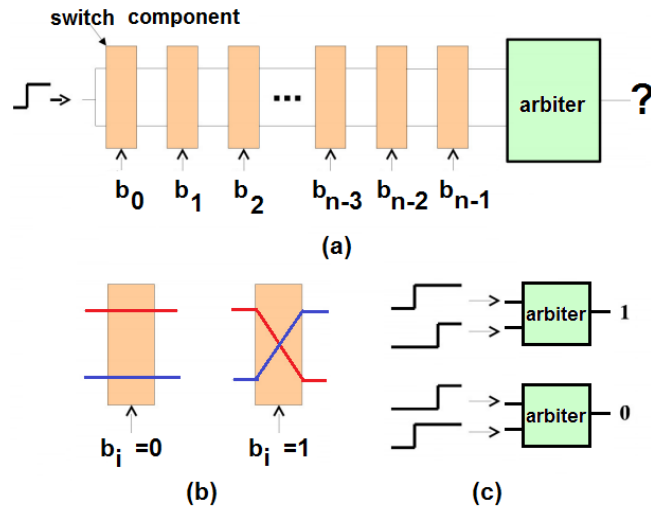 switch component
...
arbiter
?
b0 b1 b2 bn-3 bn-2 bn-1
(a)
arbiter 1
arbiter 0
bi =0 bi =1
(b) (c)